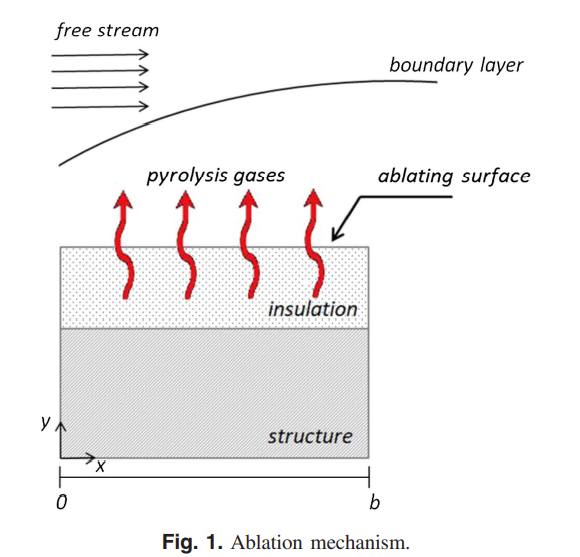 free stream
boundary layer
pyrolysis gases
ablating surface
insulation
structure
y
x
0
b
Fig. 1. Ablation mechanism.